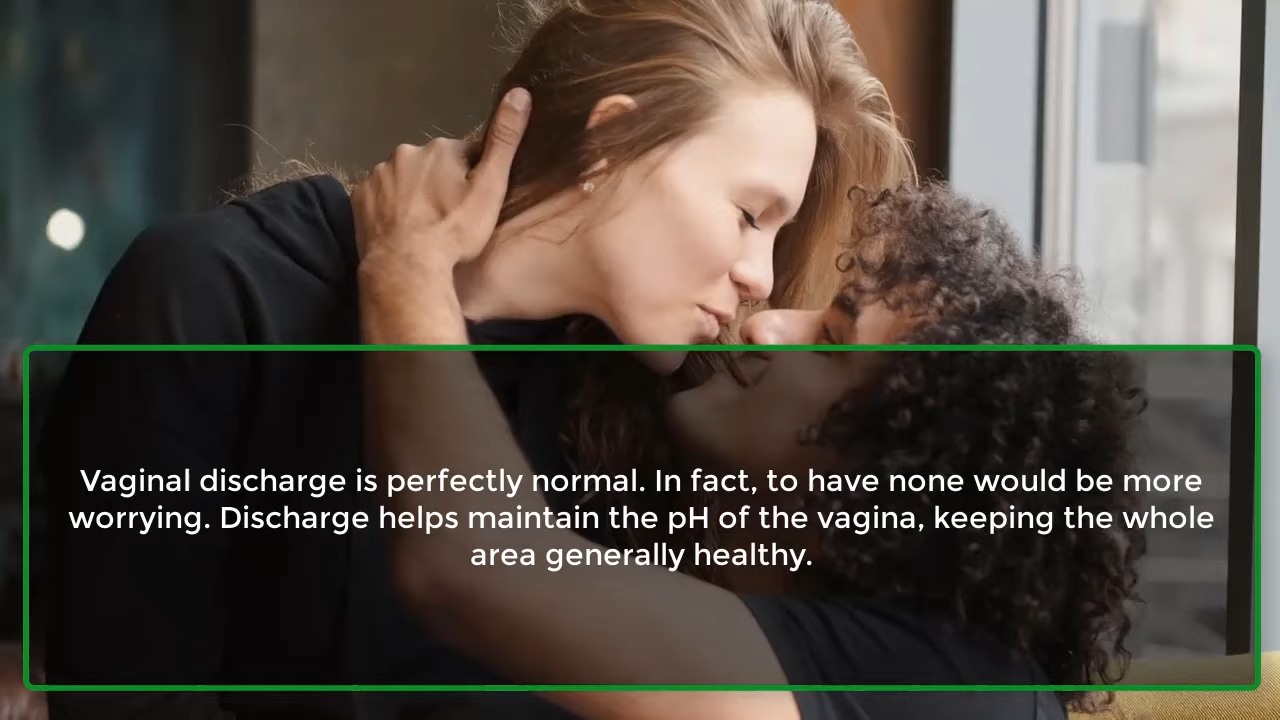 Vaginal discharge is perfectly normal. In fact, to have none would be more
worrying. Discharge helps maintain the pH of the vagina, keeping the whole
area generally healthy.